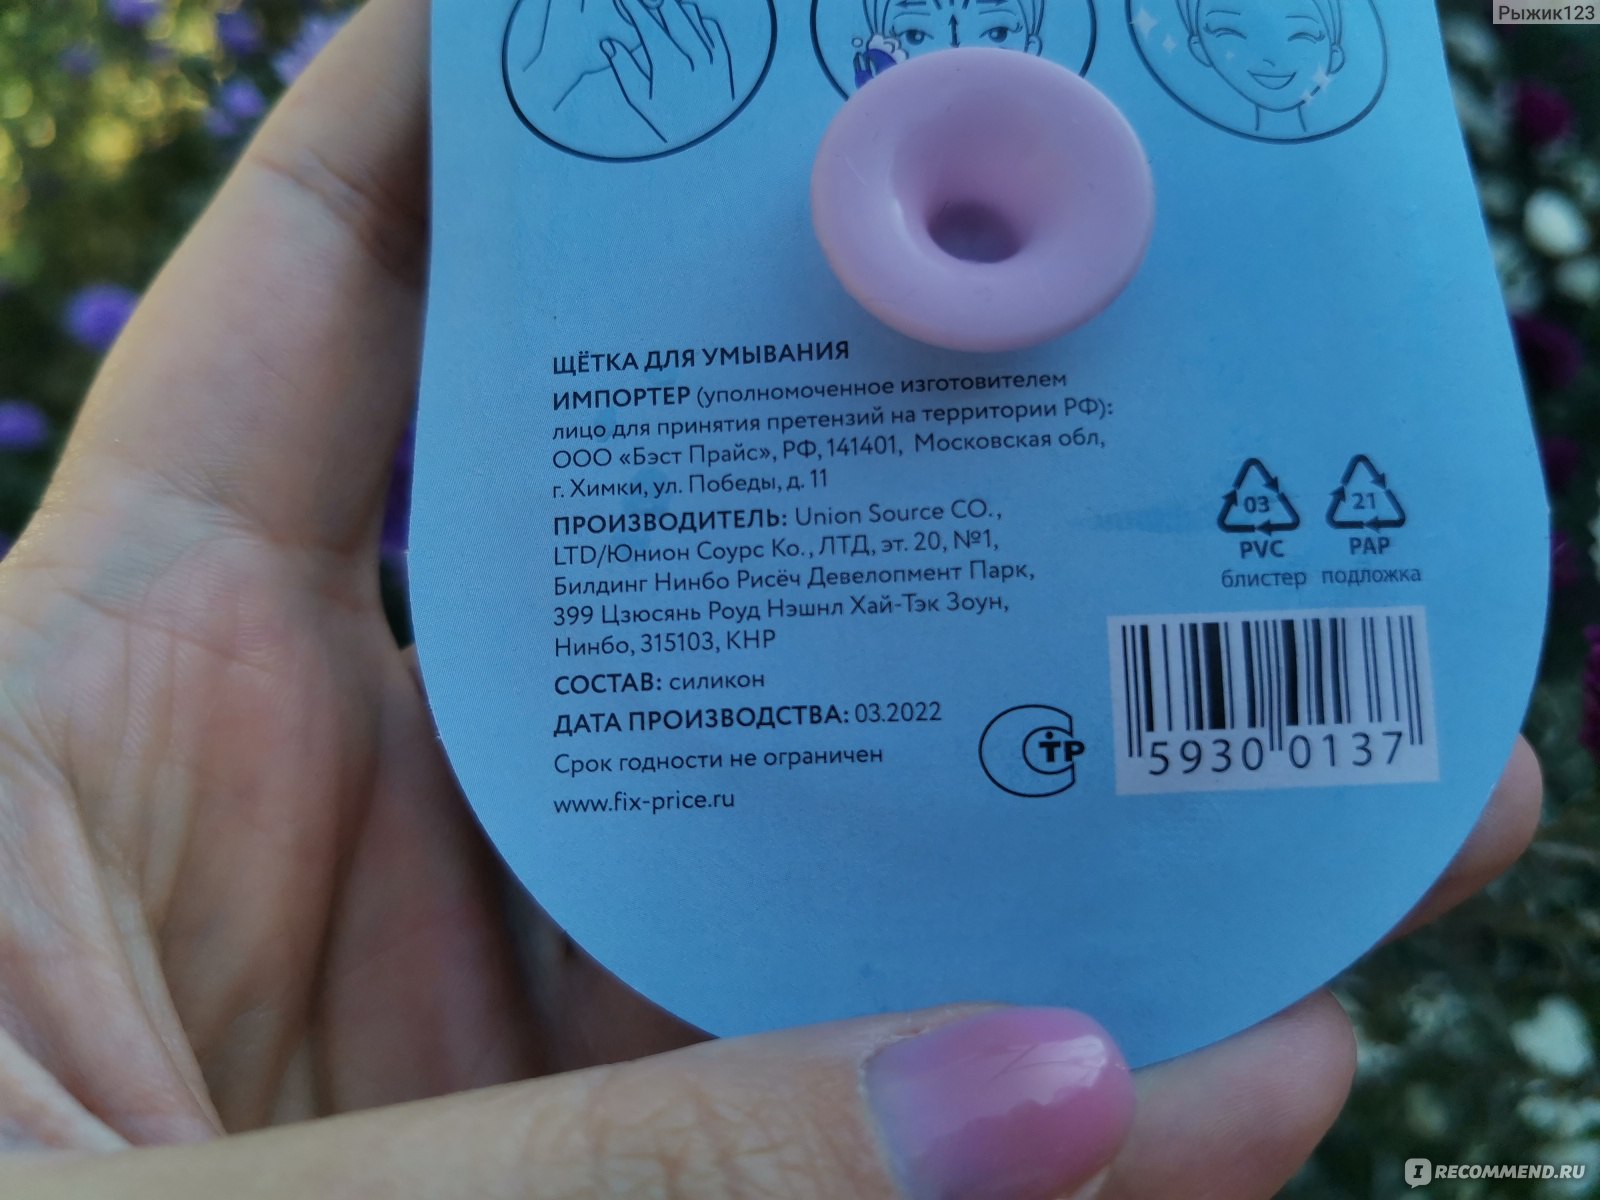 Рыжик123
ЩЁТКА ДЛЯ УМЫВАНИЯ
ИМПОРТЕР (уполномоченное изготовителем
лицо для принятия претензий на территории РФ):
ООО «Бэст Прайс», РФ, 141401, Московская обл,
г. Химки, ул. Победы, д. 11
ПРОИЗВОДИТЕЛЬ: Union Source CO.,
LTD/Юнион Соурс Ко., ЛТД, эт. 20, №1,
Билдинг Нинбо Рисёч Девелопмент Парк,
399 Цзюсянь Роуд Нэшнл Хай-Тэк Зоун,
Нинбо, 315103, КНР
СОСТАВ: силикон
ДАТА ПРОИЗВОДСТВА: 03.2022
Срок годности не ограничен
www.fix-price.ru
03
PVC
блистер
21
PAP
подложка
СТР
5930 0137
IRECOMMEND.RU